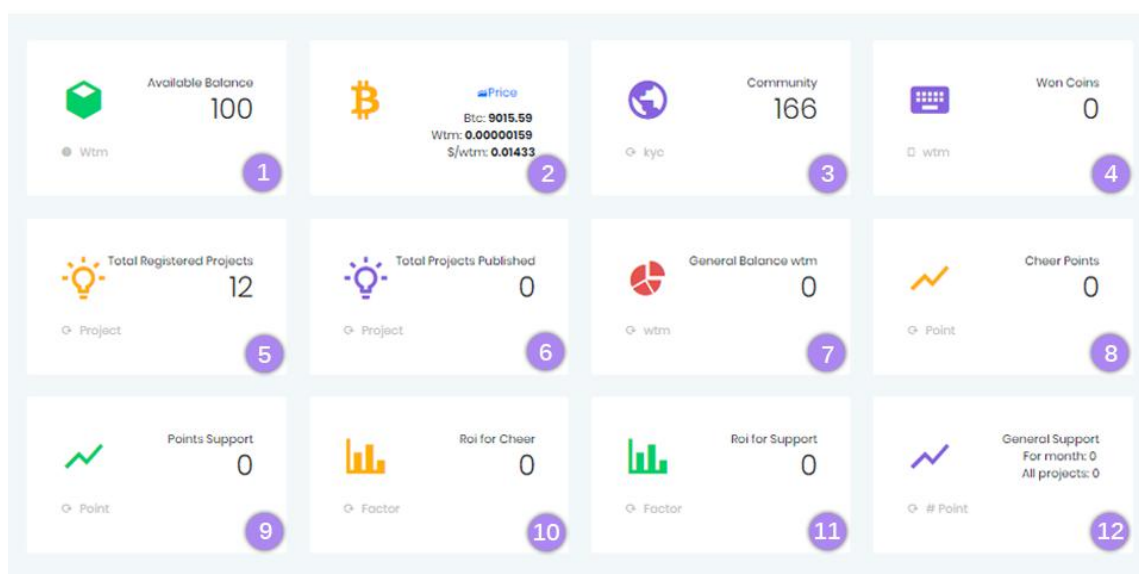 Available Balance
100
Wtm
1
Price
Btc: 9015.59
Wtm: 0.00000159
$/wtm: 0.01433
2
Community
166
kyc
3
Won Coins
0
wtm
4
Total Registered Projects
12
Project
5
Total Projects Published
0
Project
6
General Balance wtm
0
wtm
7
Cheer Points
0
Point
8
Points Support
0
Point
9
Roi for Cheer
0
Factor
10
Roi for Support
0
Factor
11
General Support
For month: 0
All projects: 0
# Point
12